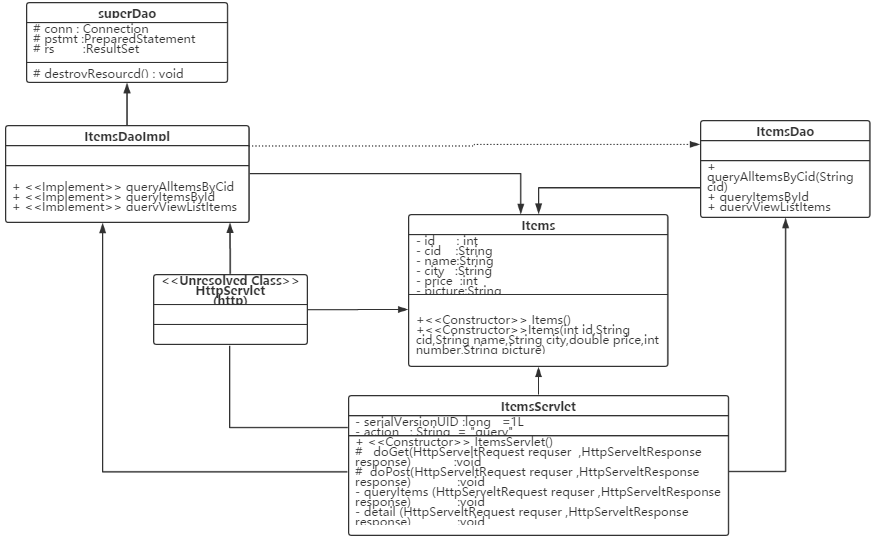 superDao
# conn : Connection
# pstmt :PreparedStatement
# rs :ResultSet
# destroyResourcd() : void
ItemsDaoImpl
+ <<Implement>> queryAlltemsByCid
+ <<Implement>> queryItemsById
+ <<Implement>> queryViewListItems
ItemsDao
+
queryAlltemsByCid(String
cid)
+ queryItemsById
+ queryViewListItems
Items
- id : int
- cid :String
- name:String
- city :String
- price :int
- picture:String
+<<Constructor>> Items()
+<<Constructor>>Items(int id,String
cid,String name,String city,double price,int
number,String picture)
<<Unresolved Class>>
HttpServlet
(http)
ItemsServlet
- serialVersionUID :long =1L
- action : String = "query"
+ <<Constructor>> ItemsServlet()
# doGet(HttpServeltRequest requser ,HttpServeltResponse
response) :void
# doPost(HttpServeltRequest requser ,HttpServeltResponse
response) :void
- queryItems (HttpServeltRequest requser ,HttpServeltResponse
response) :void
- detail (HttpServeltRequest requser ,HttpServeltResponse
response) :void